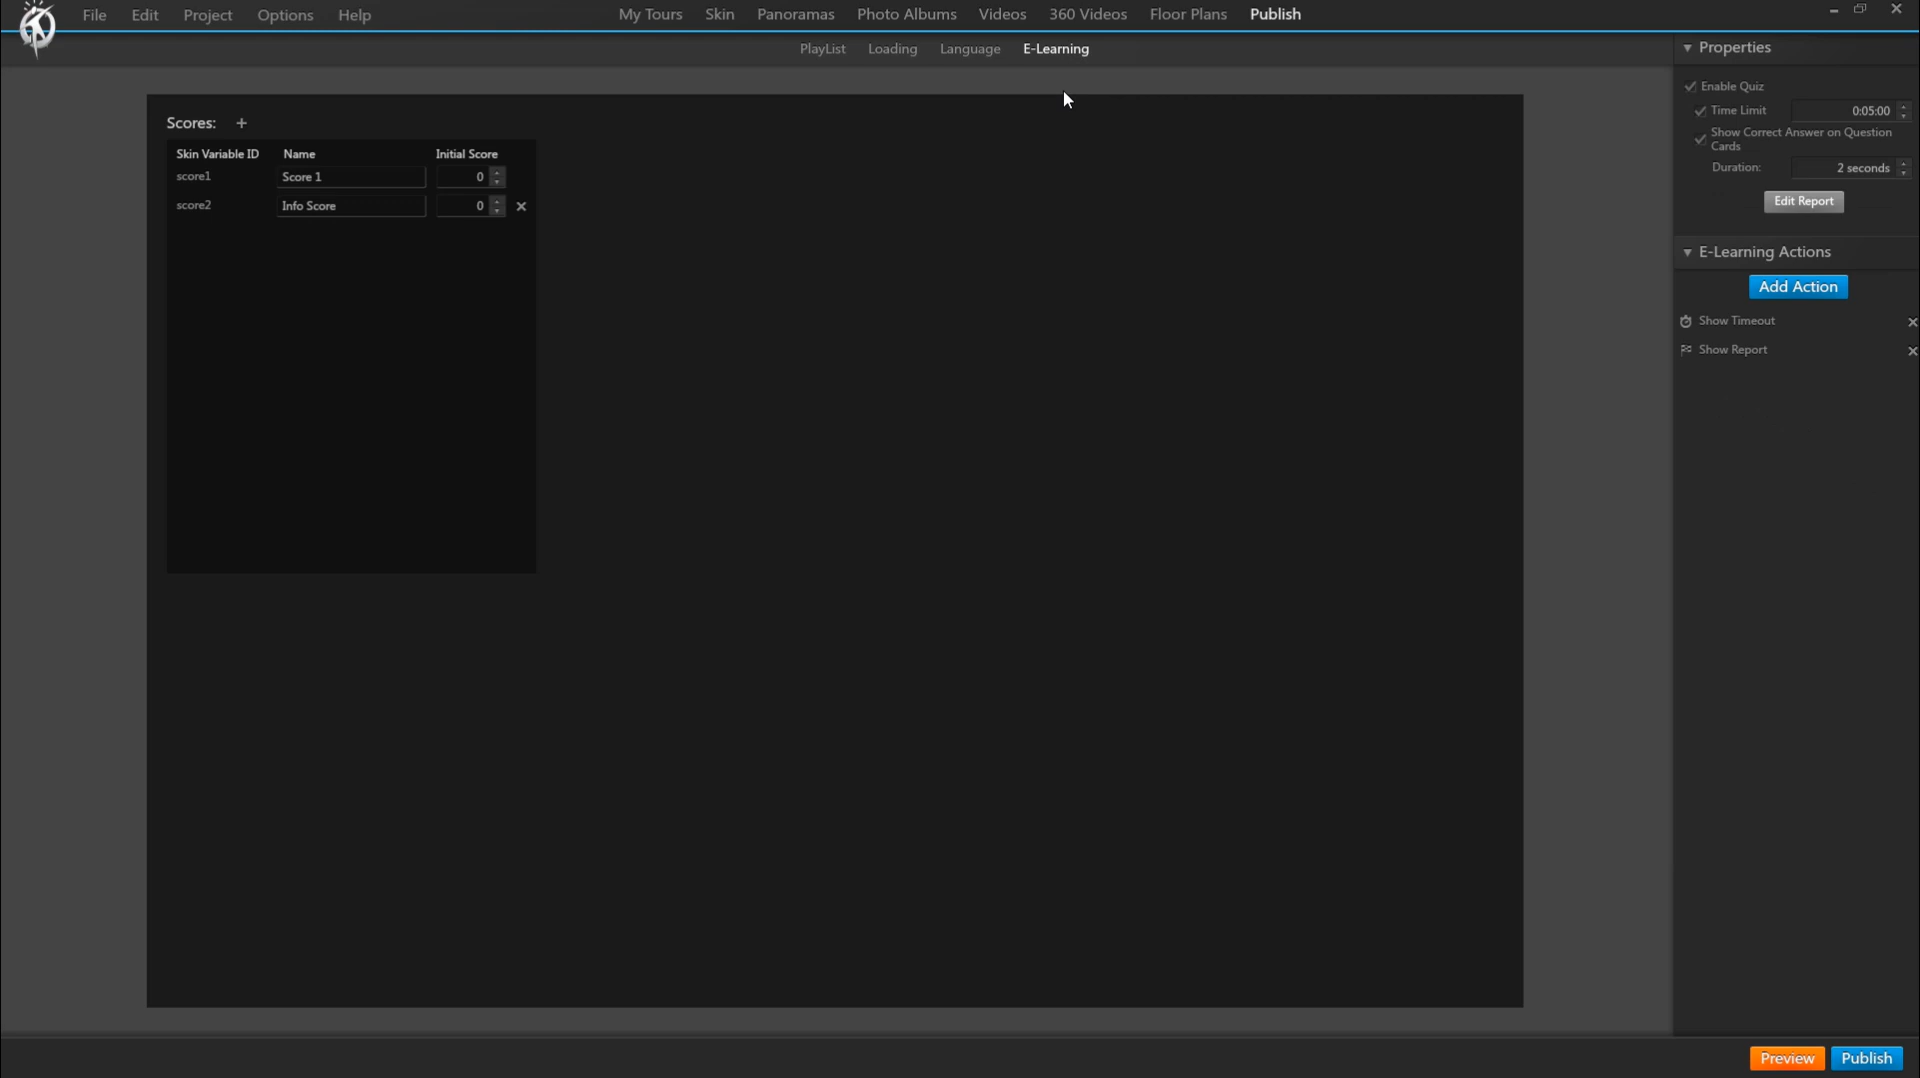 File Edit Project Options Help My Tours Skin Panoramas Photo Albums Videos 360 Videos Floor Plans Publish
PlayList Loading Language E-Learning
Properties
Enable Quiz
Time Limit 0:05:00
Show Correct Answer on Question
Cards
Duration: 2 seconds
Edit Report
E-Learning Actions
Add Action
Show Timeout
Show Report
Scores: +
Skin Variable ID Name Initial Score
score1 Score 1 0
score2 Info Score 0
Preview Publish